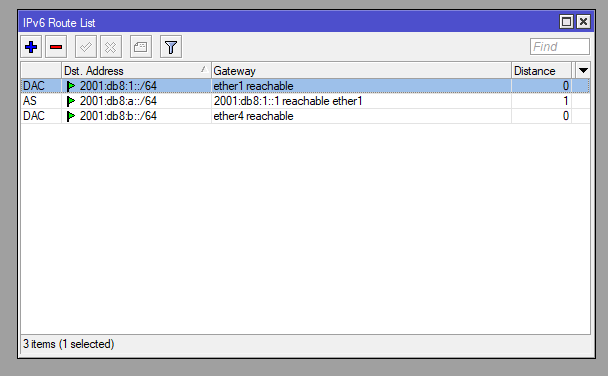 IPv6 Route List
Find
Dst. Address Gateway Distance
DAC 2001:db8:1::/64 ether1 reachable 0
AS 2001:db8:a::/64 2001:db8:1::1 reachable ether1 1
DAC 2001:db8:b::/64 ether4 reachable 0
3 items (1 selected)